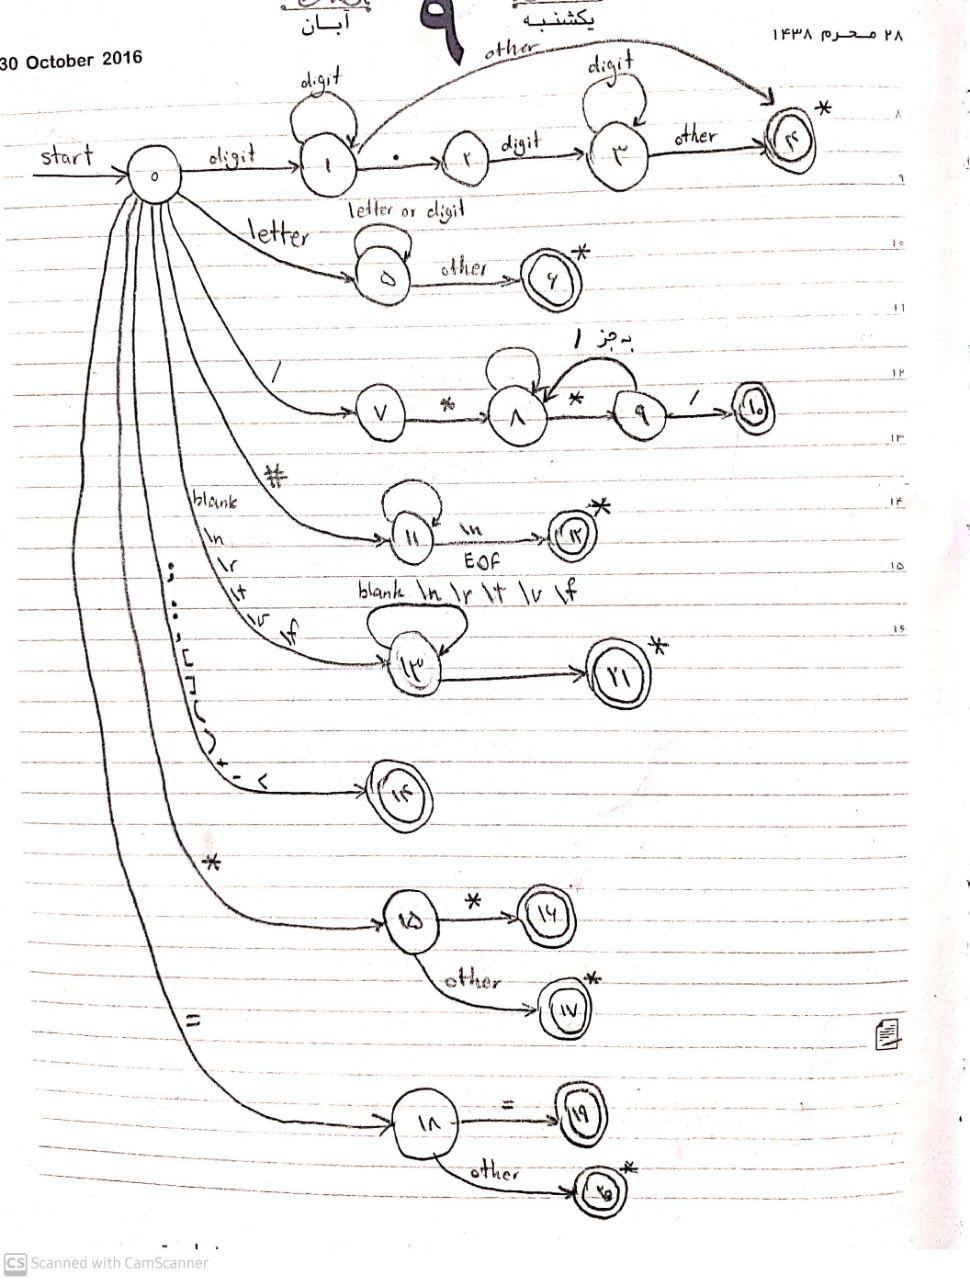 آبان
۹
یکشنبه
۲۸ محرم ۱۴۳۸
30 October 2016
other
digit
digit
*
۸
start
۰
digit
۱
.
۲
digit
۳
other
۴
۹
letter or digit
letter
۱۰
۵
other
۶
*
۱۱
به جز /
/
۱۲
۷
*
۸
*
۹
/
۱۰
۱۳
#
blank
۱۴
\n
۱۱
\n
EOF
۱۲
*
\r
۱۵
\t
blank \n \r \t \v \f
\v
\f
۱۶
۱۳
۲۱
*
; : , [ ] ( ) + - <
۱۴
*
۱۵
*
۱۶
other
۱۷
*
=
۱۸
=
۱۹
other
۲۰
*
CS Scanned with CamScanner